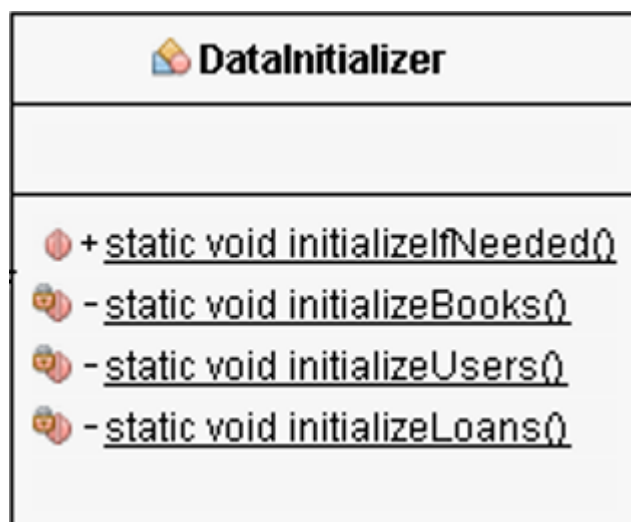 DataInitializer
+ static void initializeIfNeeded()
- static void initializeBooks()
- static void initializeUsers()
- static void initializeLoans()